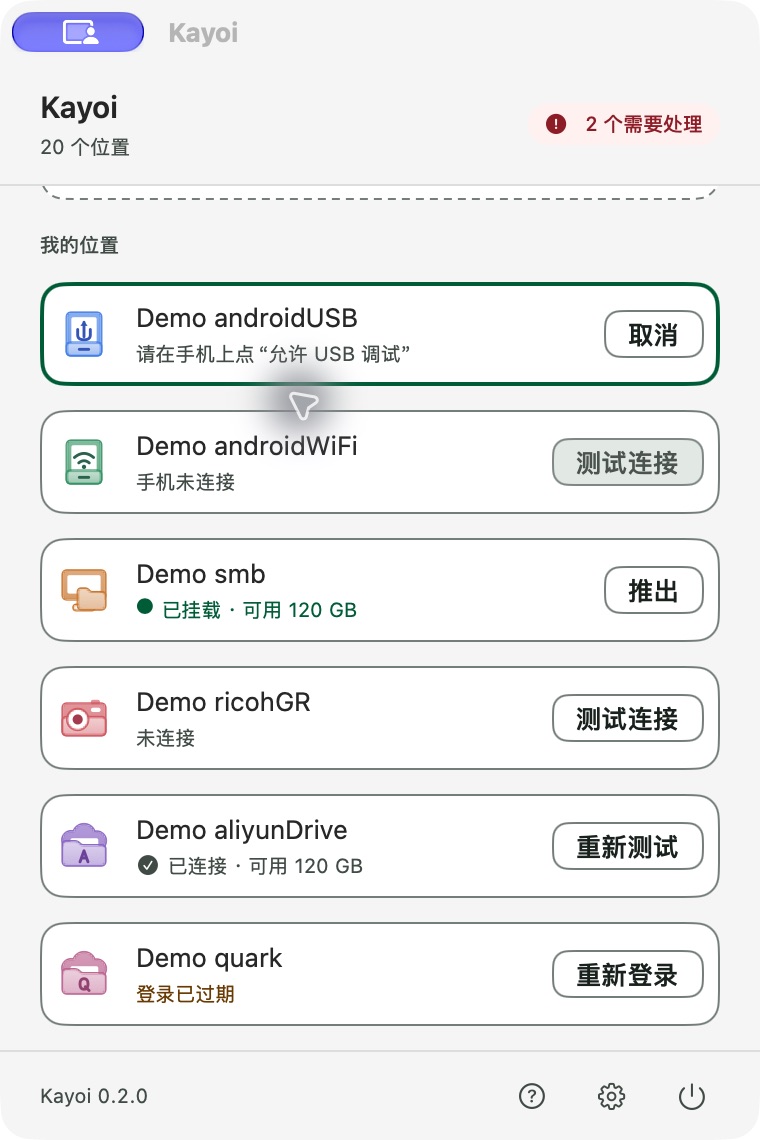 Kayoi
Kayoi
20 个位置
2 个需要处理
我的位置
Demo androidUSB
请在手机上点“允许 USB 调试”
取消
Demo androidWiFi
手机未连接
测试连接
Demo smb
已挂载 · 可用 120 GB
推出
Demo ricohGR
未连接
测试连接
Demo aliyunDrive
A
已连接 · 可用 120 GB
重新测试
Demo quark
Q
登录已过期
重新登录
Kayoi 0.2.0